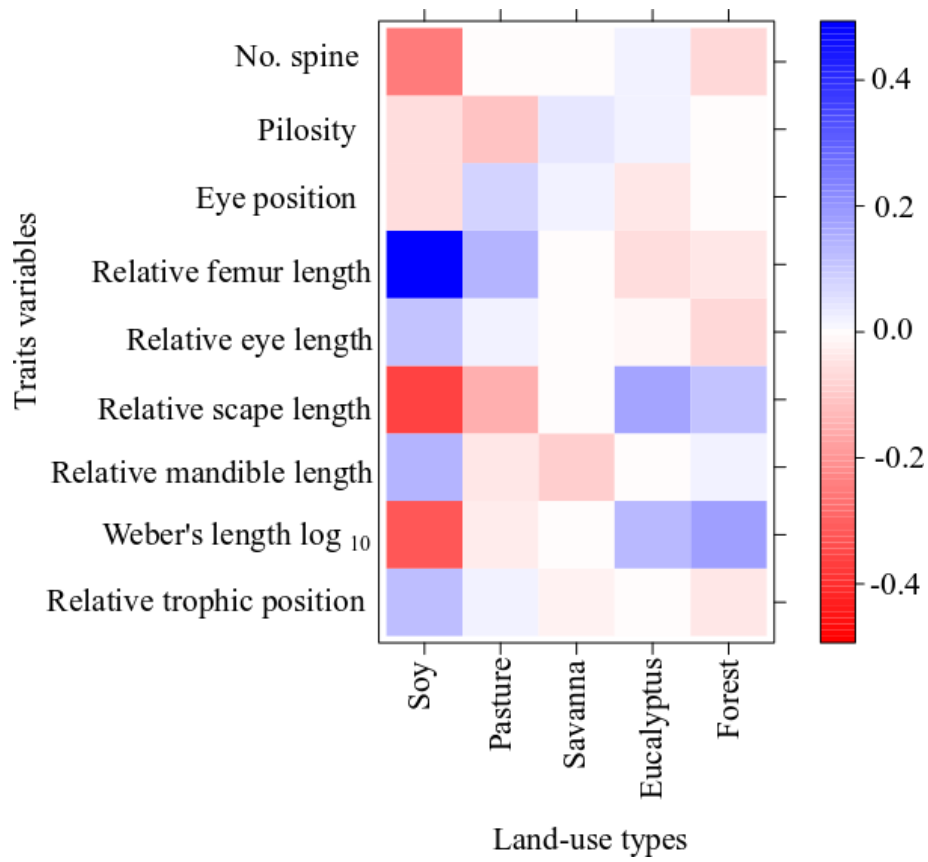 Traits variables
No. spine
Pilosity
Eye position
Relative femur length
Relative eye length
Relative scape length
Relative mandible length
Weber's length log 10
Relative trophic position
Soy
Pasture
Savanna
Eucalyptus
Forest
Land-use types
0.4
0.2
0.0
-0.2
-0.4